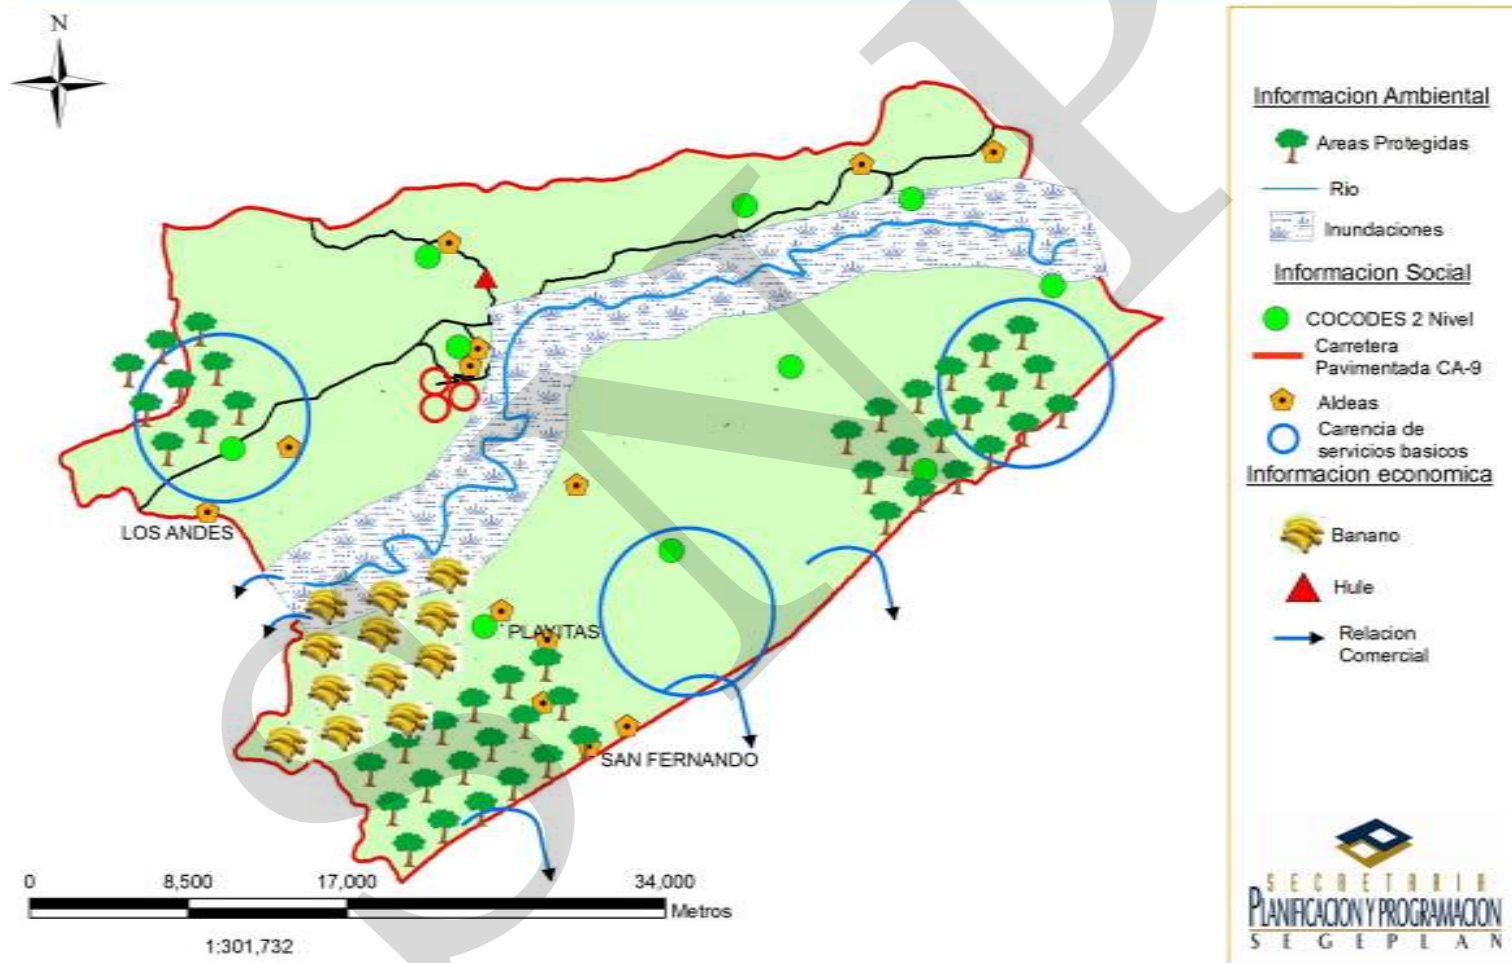 N
LOS ANDES
PLAYITAS
SAN FERNANDO
0 8,500 17,000 34,000
Metros
1:301,732
Informacion Ambiental
Areas Protegidas
Rio
Inundaciones
Informacion Social
COCODES 2 Nivel
Carretera
Pavimentada CA-9
Aldeas
Carencia de
servicios basicos
Informacion economica
Banano
Hule
Relacion
Comercial
SECRETARIA
PLANIFICACION Y PROGRAMACION
SEGEPLAN
SNP